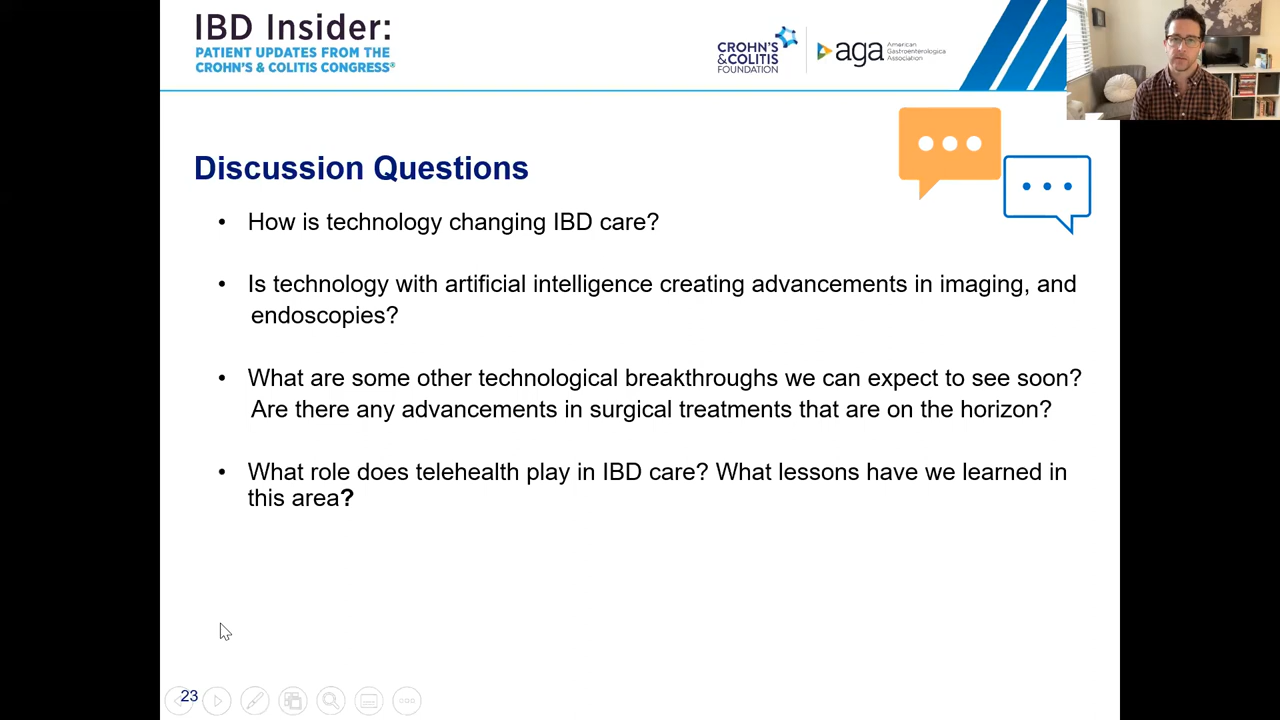 IBD Insider:
PATIENT UPDATES FROM THE
CROHN'S & COLITIS CONGRESS®
CROHN'S
&COLITIS
FOUNDATION
aga
American
Gastroenterological
Association
Discussion Questions
• How is technology changing IBD care?
• Is technology with artificial intelligence creating advancements in imaging, and
endoscopies?
• What are some other technological breakthroughs we can expect to see soon?
Are there any advancements in surgical treatments that are on the horizon?
• What role does telehealth play in IBD care? What lessons have we learned in
this area?
23